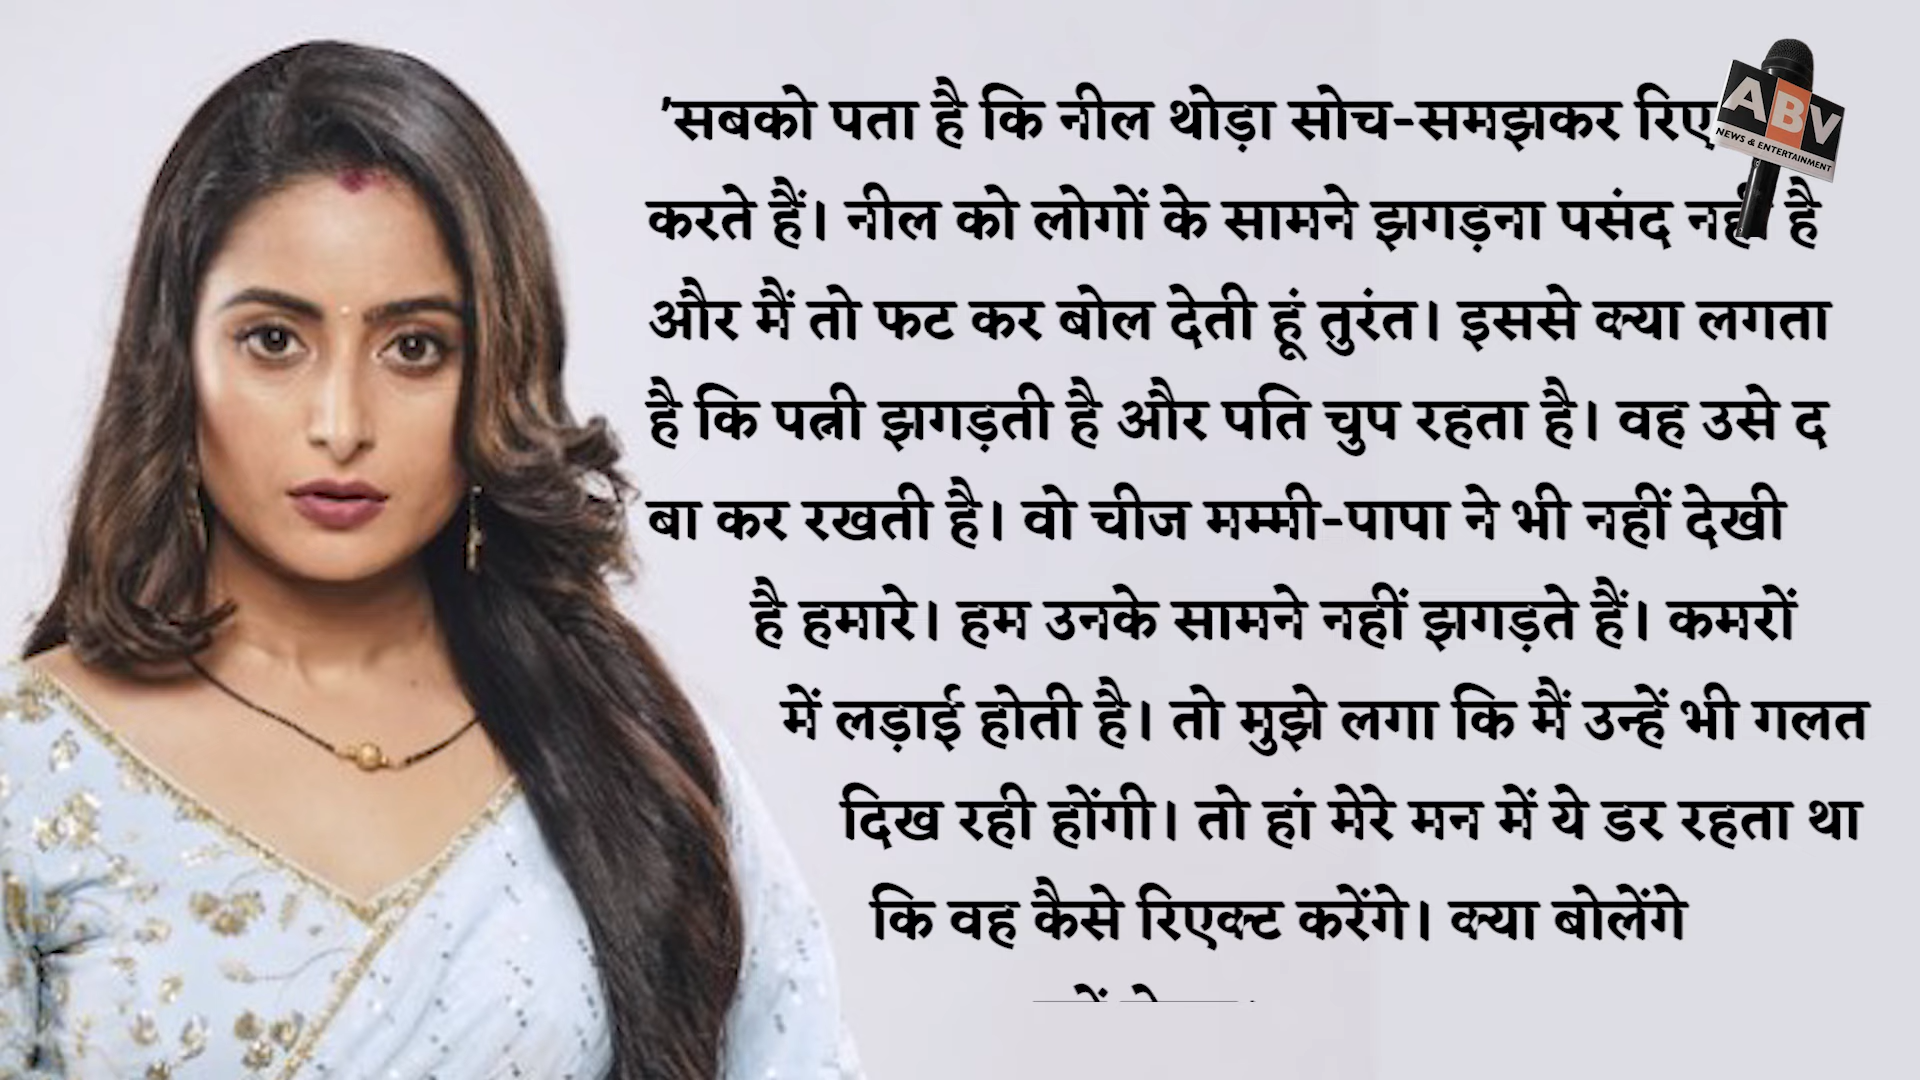 'सबको पता है कि नील थोड़ा सोच-समझकर
करते हैं। नील को लोगों के सामने झगड़ना पसंद नहीं है
और मैं तो फट कर बोल देती हूं तुरंत। इससे क्या लगता
है कि पत्नी झगड़ती है और पति चुप रहता है। वह उसे द
बा कर रखती है। वो चीज मम्मी-पापा ने भी नहीं देखी
है हमारे। हम उनके सामने नहीं झगड़ते हैं। कमरों
में लड़ाई होती है। तो मुझे लगा कि मैं उन्हें भी गलत
दिख रही होंगी। तो हां मेरे मन में ये डर रहता था
कि वह कैसे रिएक्ट करेंगे। क्या बोलेंगे
ABV
NEWS & ENTERTAINMENT